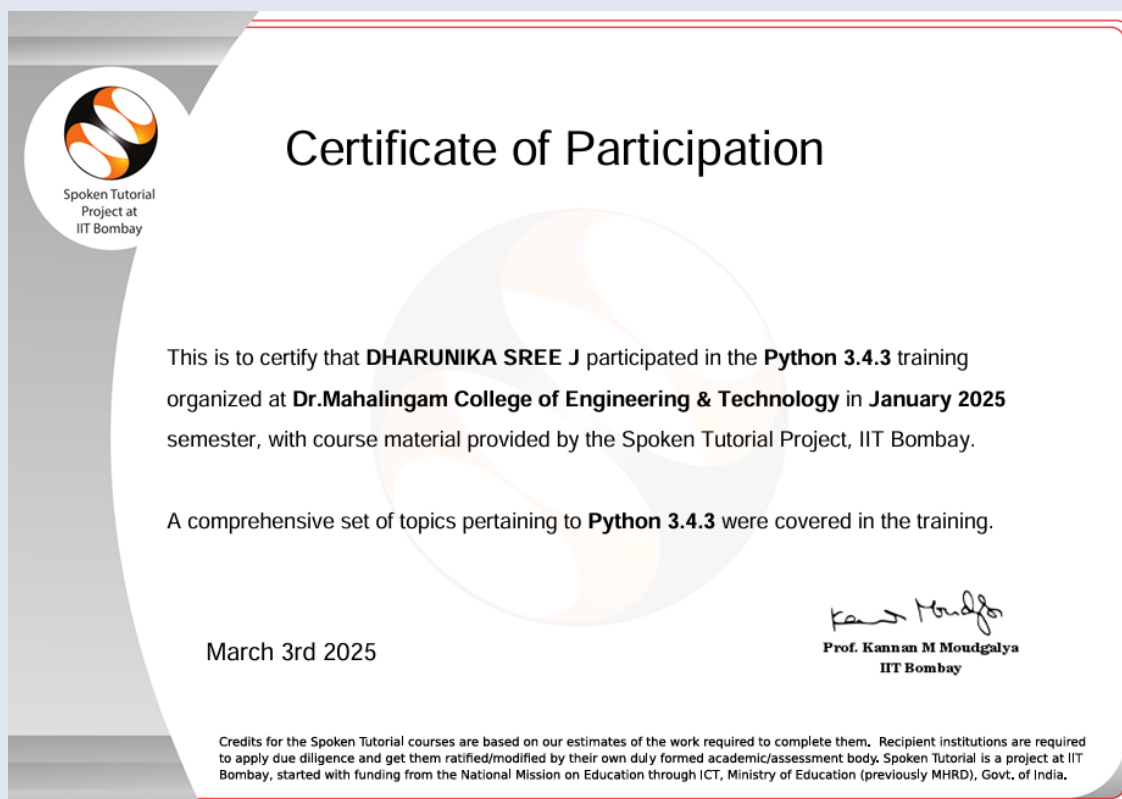 Spoken Tutorial
Project at
IIT Bombay
Certificate of Participation
This is to certify that DHARUNIKA SREE J participated in the Python 3.4.3 training
organized at Dr.Mahalingam College of Engineering & Technology in January 2025
semester, with course material provided by the Spoken Tutorial Project, IIT Bombay.
A comprehensive set of topics pertaining to Python 3.4.3 were covered in the training.
March 3rd 2025
Prof. Kannan M Moudgalya
IIT Bombay
Credits for the Spoken Tutorial courses are based on our estimates of the work required to complete them. Recipient institutions are required
to apply due diligence and get them ratified/modified by their own duly formed academic/assessment body. Spoken Tutorial is a project at IIT
Bombay, started with funding from the National Mission on Education through ICT, Ministry of Education (previously MHRD), Govt. of India.